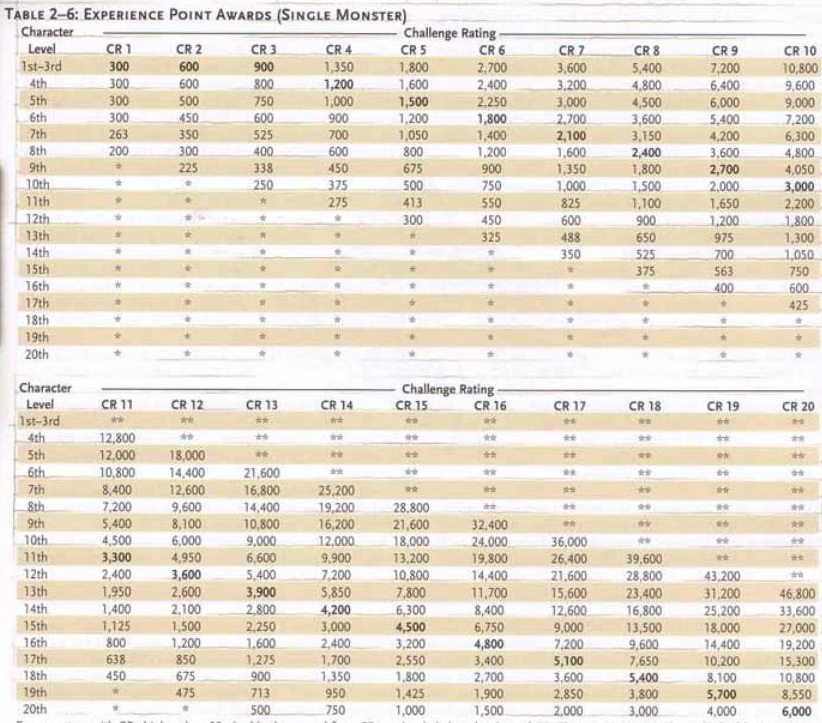 TABLE 2–6: EXPERIENCE POINT AWARDS (SINGLE MONSTER)
Character Challenge Rating
Level CR 1 CR 2 CR 3 CR 4 CR 5 CR 6 CR 7 CR 8 CR 9 CR 10
1st–3rd 300 600 900 1,350 1,800 2,700 3,600 5,400 7,200 10,800
4th 300 600 800 1,200 1,600 2,400 3,200 4,800 6,400 9,600
5th 300 500 750 1,000 1,500 2,250 3,000 4,500 6,000 9,000
6th 300 450 600 900 1,200 1,800 2,700 3,600 5,400 7,200
7th 263 350 525 700 1,050 1,400 2,100 3,150 4,200 6,300
8th 200 300 400 600 800 1,200 1,600 2,400 3,600 4,800
9th * 225 338 450 675 900 1,350 1,800 2,700 4,050
10th * * 250 375 500 750 1,000 1,500 2,000 3,000
11th * * * 275 413 550 825 1,100 1,650 2,200
12th * * * * 300 450 600 900 1,200 1,800
13th * * * * * 325 488 650 975 1,300
14th * * * * * * 350 525 700 1,050
15th * * * * * * * 375 563 750
16th * * * * * * * * 400 600
17th * * * * * * * * * 425
18th * * * * * * * * * *
19th * * * * * * * * * *
20th * * * * * * * * * *
Character Challenge Rating
Level CR 11 CR 12 CR 13 CR 14 CR 15 CR 16 CR 17 CR 18 CR 19 CR 20
1st–3rd ** ** ** ** ** ** ** ** ** **
4th 12,800 ** ** ** ** ** ** ** ** **
5th 12,000 18,000 ** ** ** ** ** ** ** **
6th 10,800 14,400 21,600 ** ** ** ** ** ** **
7th 8,400 12,600 16,800 25,200 ** ** ** ** ** **
8th 7,200 9,600 14,400 19,200 28,800 ** ** ** ** **
9th 5,400 8,100 10,800 16,200 21,600 32,400 ** ** ** **
10th 4,500 6,000 9,000 12,000 18,000 24,000 36,000 ** ** **
11th 3,300 4,950 6,600 9,900 13,200 19,800 26,400 39,600 ** **
12th 2,400 3,600 5,400 7,200 10,800 14,400 21,600 28,800 43,200 **
13th 1,950 2,600 3,900 5,850 7,800 11,700 15,600 23,400 31,200 46,800
14th 1,400 2,100 2,800 4,200 6,300 8,400 12,600 16,800 25,200 33,600
15th 1,125 1,500 2,250 3,000 4,500 6,750 9,000 13,500 18,000 27,000
16th 800 1,200 1,600 2,400 3,200 4,800 7,200 9,600 14,400 19,200
17th 638 850 1,275 1,700 2,550 3,400 5,100 7,650 10,200 15,300
18th 450 675 900 1,350 1,800 2,700 3,600 5,400 8,100 10,800
19th * 475 713 950 1,425 1,900 2,850 3,800 5,700 8,550
20th * * 500 750 1,000 1,500 2,000 3,000 4,000 6,000